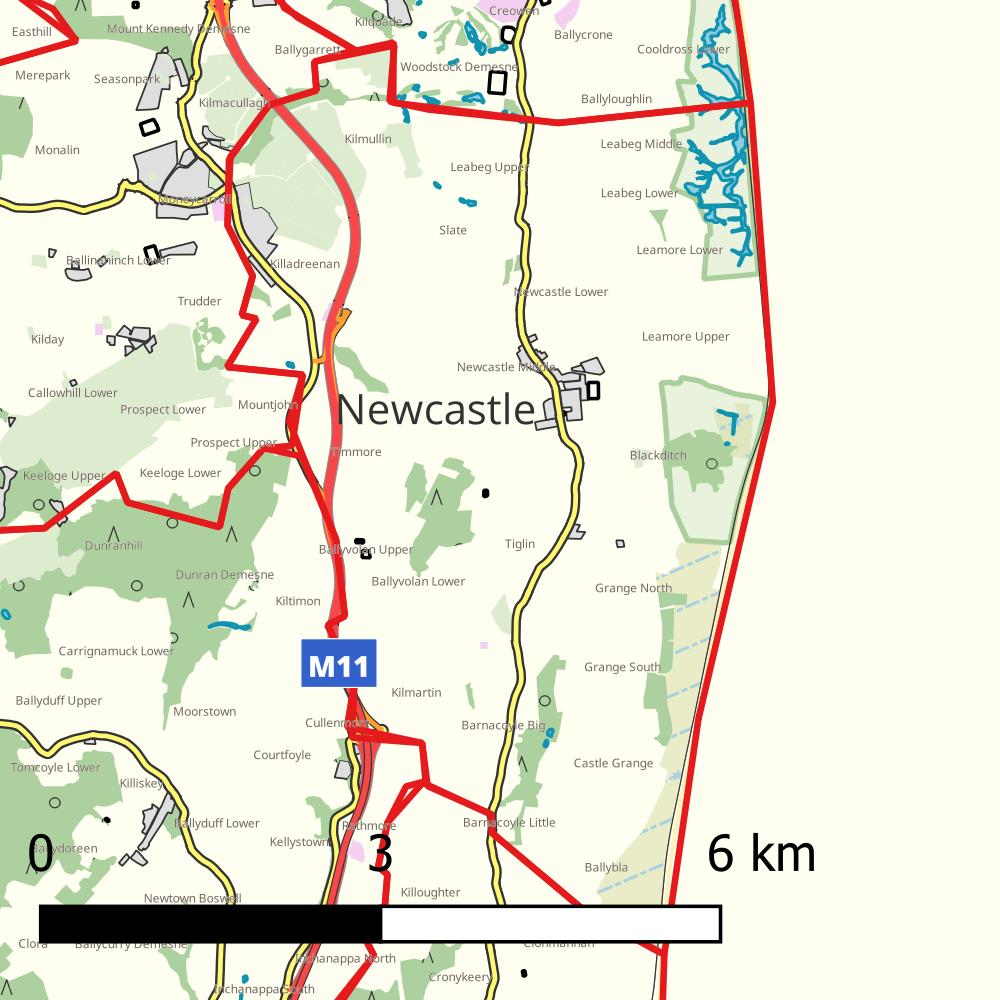 Creowen
Kilquade
Easthill
Mount Kennedy Demesne
Ballycrone
Ballygarrett
Cooldross Lower
Woodstock Demesne
Merepark
Seasonpark
Kilmacullagh
Ballyloughlin
Kilmullin
Leabeg Middle
Monalin
Leabeg Upper
Leabeg Lower
Moneycarroll
Slate
Leamore Lower
Ballinahinch Lower
Killadreenan
Newcastle Lower
Trudder
Leamore Upper
Kilday
Newcastle Middle
Callowhill Lower
Prospect Lower
Mountjohn
Newcastle
Prospect Upper
Timmore
Blackditch
Keeloge Upper
Keeloge Lower
Dunranhill
Ballyvolan Upper
Tiglin
Dunran Demesne
Ballyvolan Lower
Grange North
Kiltimon
Carrignamuck Lower
M11
Grange South
Kilmartin
Ballyduff Upper
Moorstown
Cullenmore
Barnacoyle Big
Courtfoyle
Castle Grange
Tomcoyle Lower
Killiskey
Ballyduff Lower
Rathmore
Barnacoyle Little
Kellystown
Ballydoreen
0 3 6 km
Ballybla
Killoughter
Newtown Boswell
Clora
Ballycurry Demesne
Clonmannan
Inchanappa North
Cronykeery
Inchanappa South